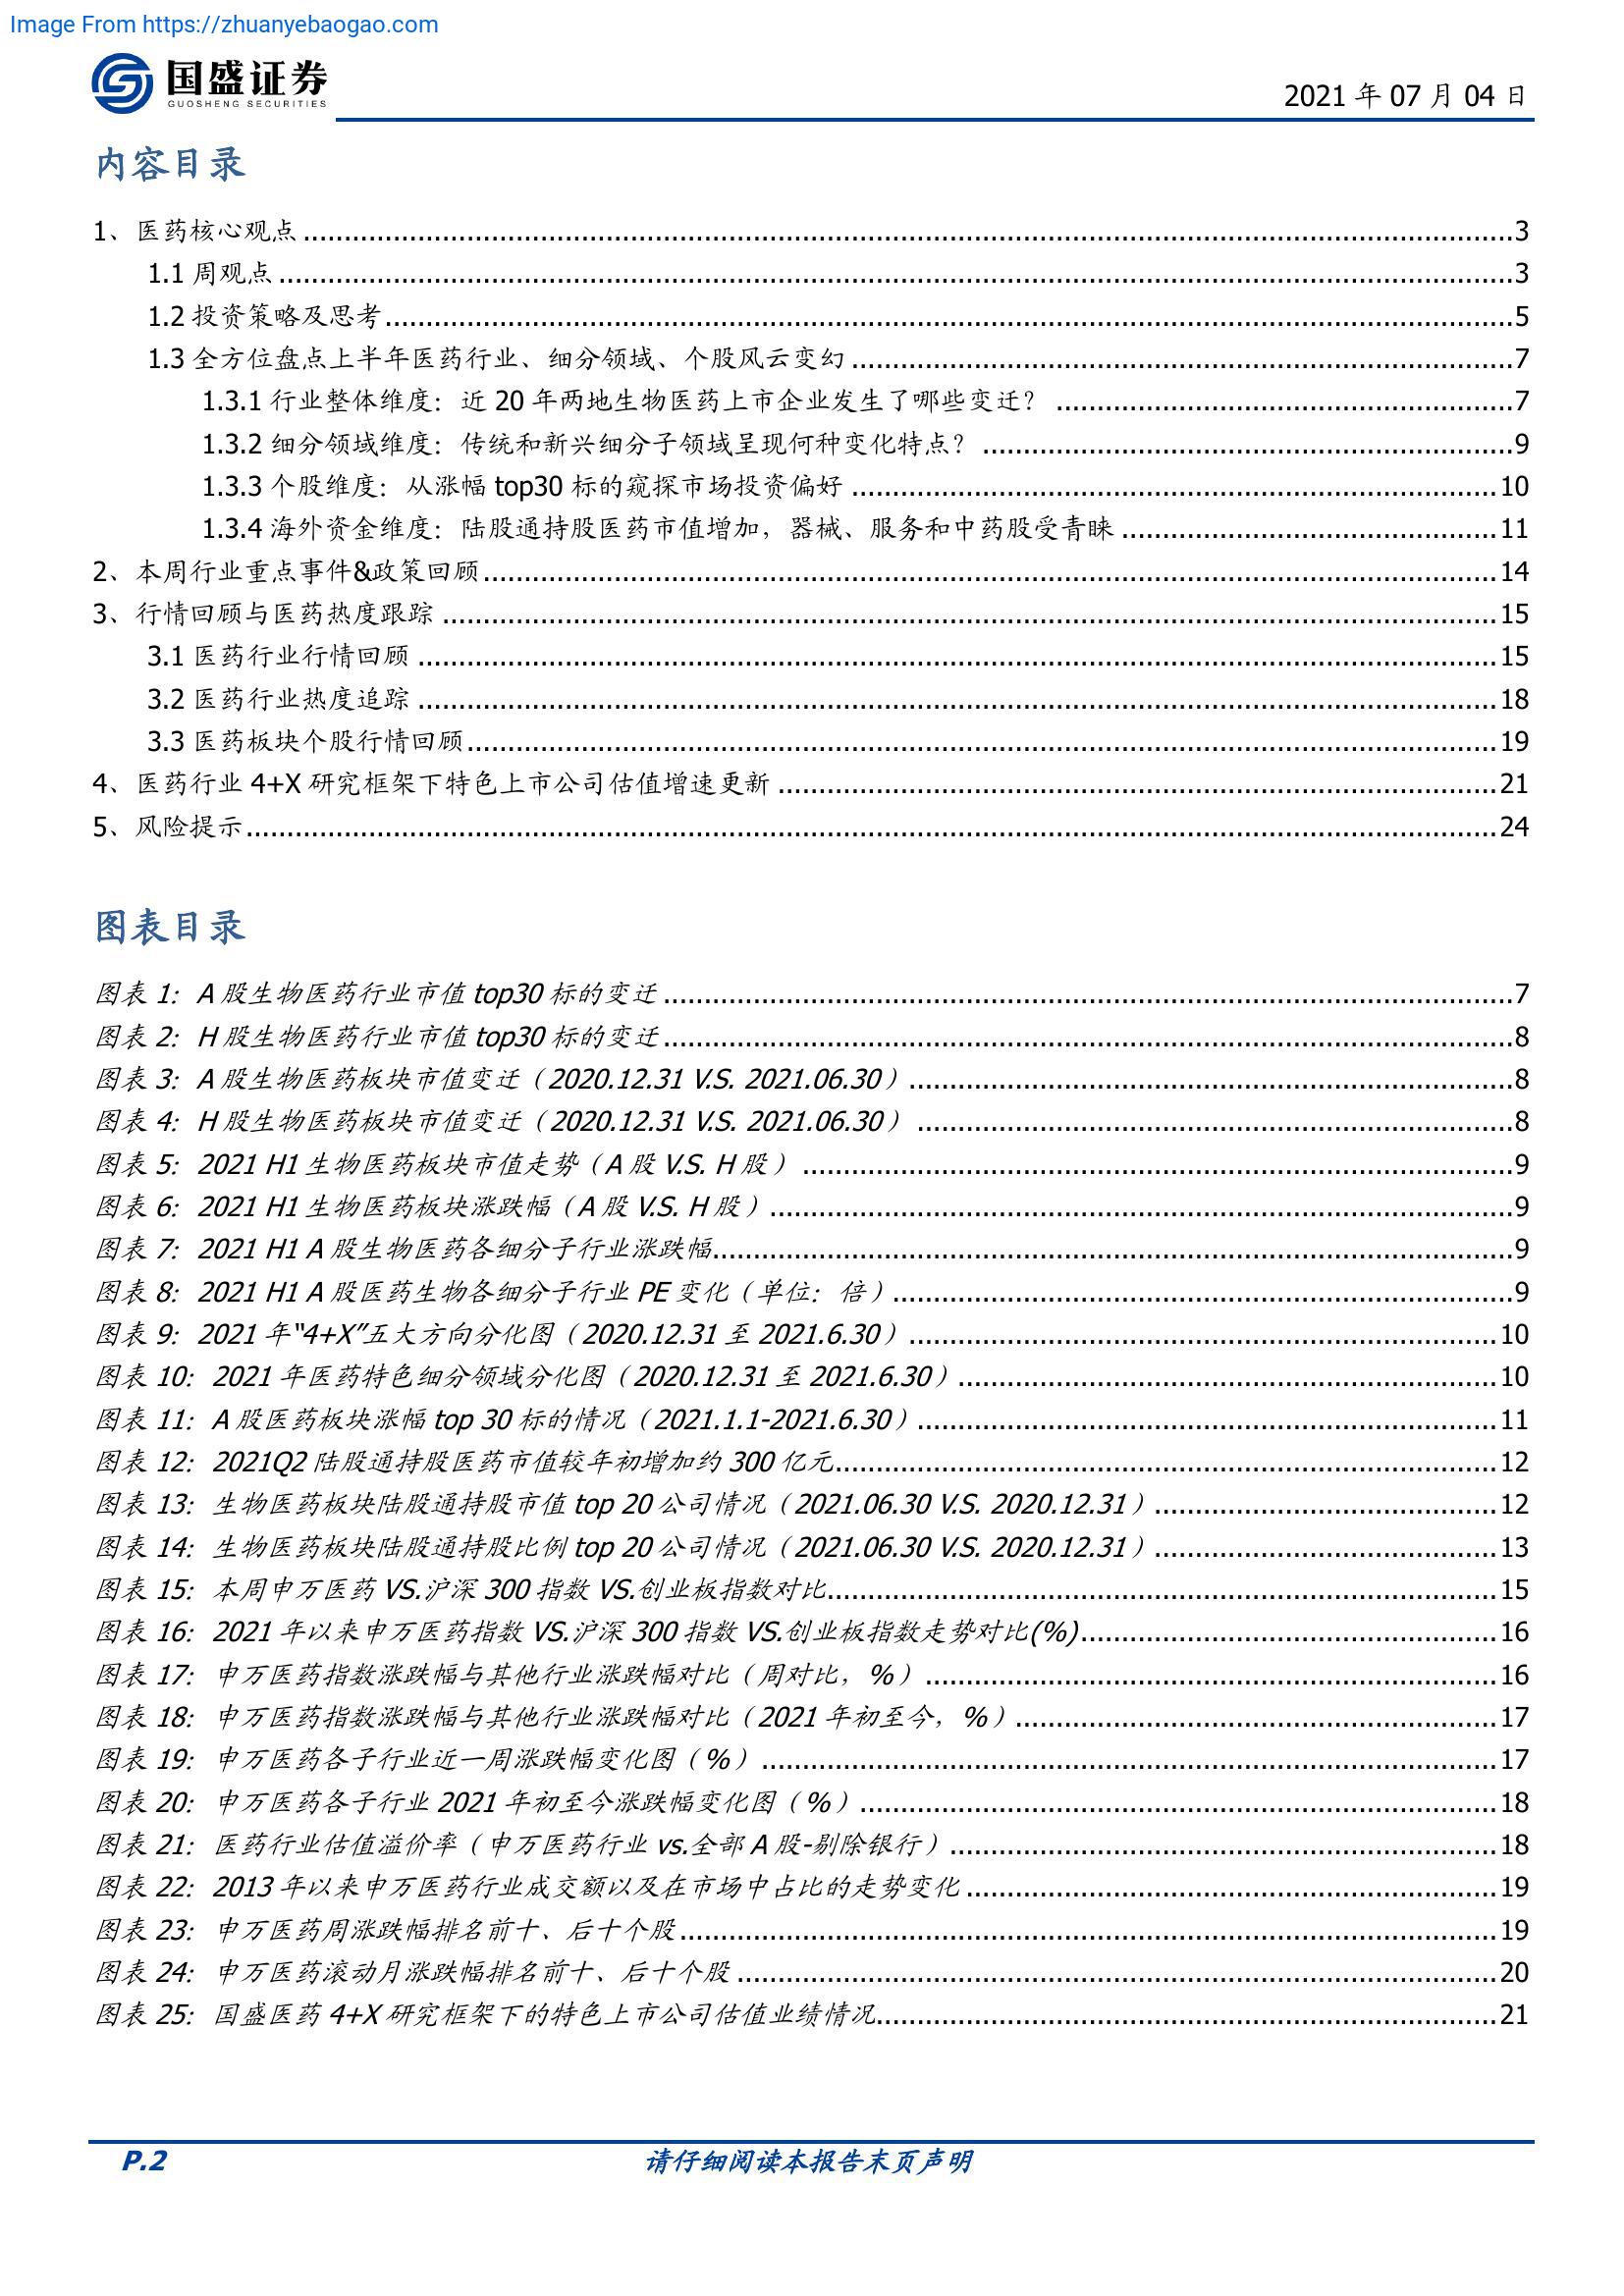 Image From https://zhuanyebaogao.com
国盛证券
GUOSHENG SECURITIES
2021 年 07 月 04 日
内容目录
1、医药核心观点 ........ 3
1.1 周观点 ........ 3
1.2 投资策略及思考 ........ 5
1.3 全方位盘点上半年医药行业、细分领域、个股风云变幻 ........ 7
1.3.1 行业整体维度：近 20 年两地生物医药上市企业发生了哪些变迁？ ........ 7
1.3.2 细分领域维度：传统和新兴细分子领域呈现何种变化特点？ ........ 9
1.3.3 个股维度：从涨幅 top30 标的窥探市场投资偏好 ........ 10
1.3.4 海外资金维度：陆股通持股医药市值增加，器械、服务和中药股受青睐 ........ 11
2、本周行业重点事件&政策回顾 ........ 14
3、行情回顾与医药热度跟踪 ........ 15
3.1 医药行业行情回顾 ........ 15
3.2 医药行业热度追踪 ........ 18
3.3 医药板块个股行情回顾 ........ 19
4、医药行业 4+X 研究框架下特色上市公司估值增速更新 ........ 21
5、风险提示 ........ 24
图表目录
图表 1：A 股生物医药行业市值 top30 标的变迁 ........ 7
图表 2：H 股生物医药行业市值 top30 标的变迁 ........ 8
图表 3：A 股生物医药板块市值变迁（2020.12.31 V.S. 2021.06.30） ........ 8
图表 4：H 股生物医药板块市值变迁（2020.12.31 V.S. 2021.06.30） ........ 8
图表 5：2021 H1 生物医药板块市值走势（A 股 V.S. H 股） ........ 9
图表 6：2021 H1 生物医药板块涨跌幅（A 股 V.S. H 股） ........ 9
图表 7：2021 H1 A 股生物医药各细分子行业涨跌幅 ........ 9
图表 8：2021 H1 A 股医药生物各细分子行业 PE 变化（单位：倍） ........ 9
图表 9：2021 年“4+X”五大方向分化图（2020.12.31 至 2021.6.30） ........ 10
图表 10：2021 年医药特色细分领域分化图（2020.12.31 至 2021.6.30） ........ 10
图表 11：A 股医药板块涨幅 top 30 标的情况（2021.1.1-2021.6.30） ........ 11
图表 12：2021Q2 陆股通持股医药市值较年初增加约 300 亿元 ........ 12
图表 13：生物医药板块陆股通持股市值 top 20 公司情况（2021.06.30 V.S. 2020.12.31） ........ 12
图表 14：生物医药板块陆股通持股比例 top 20 公司情况（2021.06.30 V.S. 2020.12.31） ........ 13
图表 15：本周申万医药 VS.沪深 300 指数 VS.创业板指数对比 ........ 15
图表 16：2021 年以来申万医药指数 VS.沪深 300 指数 VS.创业板指数走势对比(%) ........ 16
图表 17：申万医药指数涨跌幅与其他行业涨跌幅对比（周对比，%） ........ 16
图表 18：申万医药指数涨跌幅与其他行业涨跌幅对比（2021 年初至今，%） ........ 17
图表 19：申万医药各子行业近一周涨跌幅变化图（%） ........ 17
图表 20：申万医药各子行业 2021 年初至今涨跌幅变化图（%） ........ 18
图表 21：医药行业估值溢价率（申万医药行业 vs.全部 A 股-剔除银行） ........ 18
图表 22：2013 年以来申万医药行业成交额以及在市场中占比的走势变化 ........ 19
图表 23：申万医药周涨跌幅排名前十、后十个股 ........ 19
图表 24：申万医药滚动月涨跌幅排名前十、后十个股 ........ 20
图表 25：国盛医药 4+X 研究框架下的特色上市公司估值业绩情况 ........ 21
P.2
请仔细阅读本报告末页声明